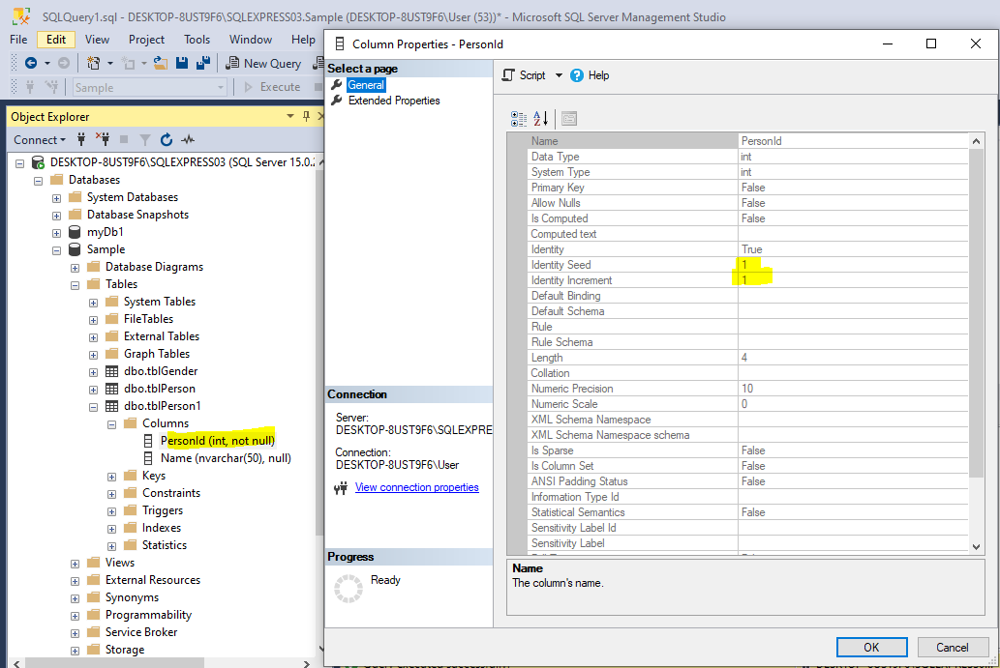 SQLQuery1.sql - DESKTOP-8UST9F6\SQLEXPRESS03.Sample (DESKTOP-8UST9F6\User (53))* - Microsoft SQL Server Management Studio
File Edit View Project Tools Window Help
New Query
Sample
Execute
Object Explorer
Connect
DESKTOP-8UST9F6\SQLEXPRESS03 (SQL Server 15.0.2
Databases
System Databases
Database Snapshots
myDb1
Sample
Database Diagrams
Tables
System Tables
FileTables
External Tables
Graph Tables
dbo.tblGender
dbo.tblPerson
dbo.tblPerson1
Columns
PersonId (int, not null)
Name (nvarchar(50), null)
Keys
Constraints
Triggers
Indexes
Statistics
Views
External Resources
Synonyms
Programmability
Service Broker
Storage
Column Properties - PersonId
Select a page
General
Extended Properties
Connection
Server:
DESKTOP-8UST9F6\SQLEXPRE
Connection:
DESKTOP-8UST9F6\User
View connection properties
Progress
Ready
Script Help
Name PersonId
Data Type int
System Type int
Primary Key False
Allow Nulls False
Is Computed False
Computed text
Identity True
Identity Seed 1
Identity Increment 1
Default Binding
Default Schema
Rule
Rule Schema
Length 4
Collation
Numeric Precision 10
Numeric Scale 0
XML Schema Namespace
XML Schema Namespace schema
Is Sparse False
Is Column Set False
ANSI Padding Status False
Information Type Id
Statistical Semantics False
Sensitivity Label Id
Sensitivity Label
Name
The column's name.
OK Cancel